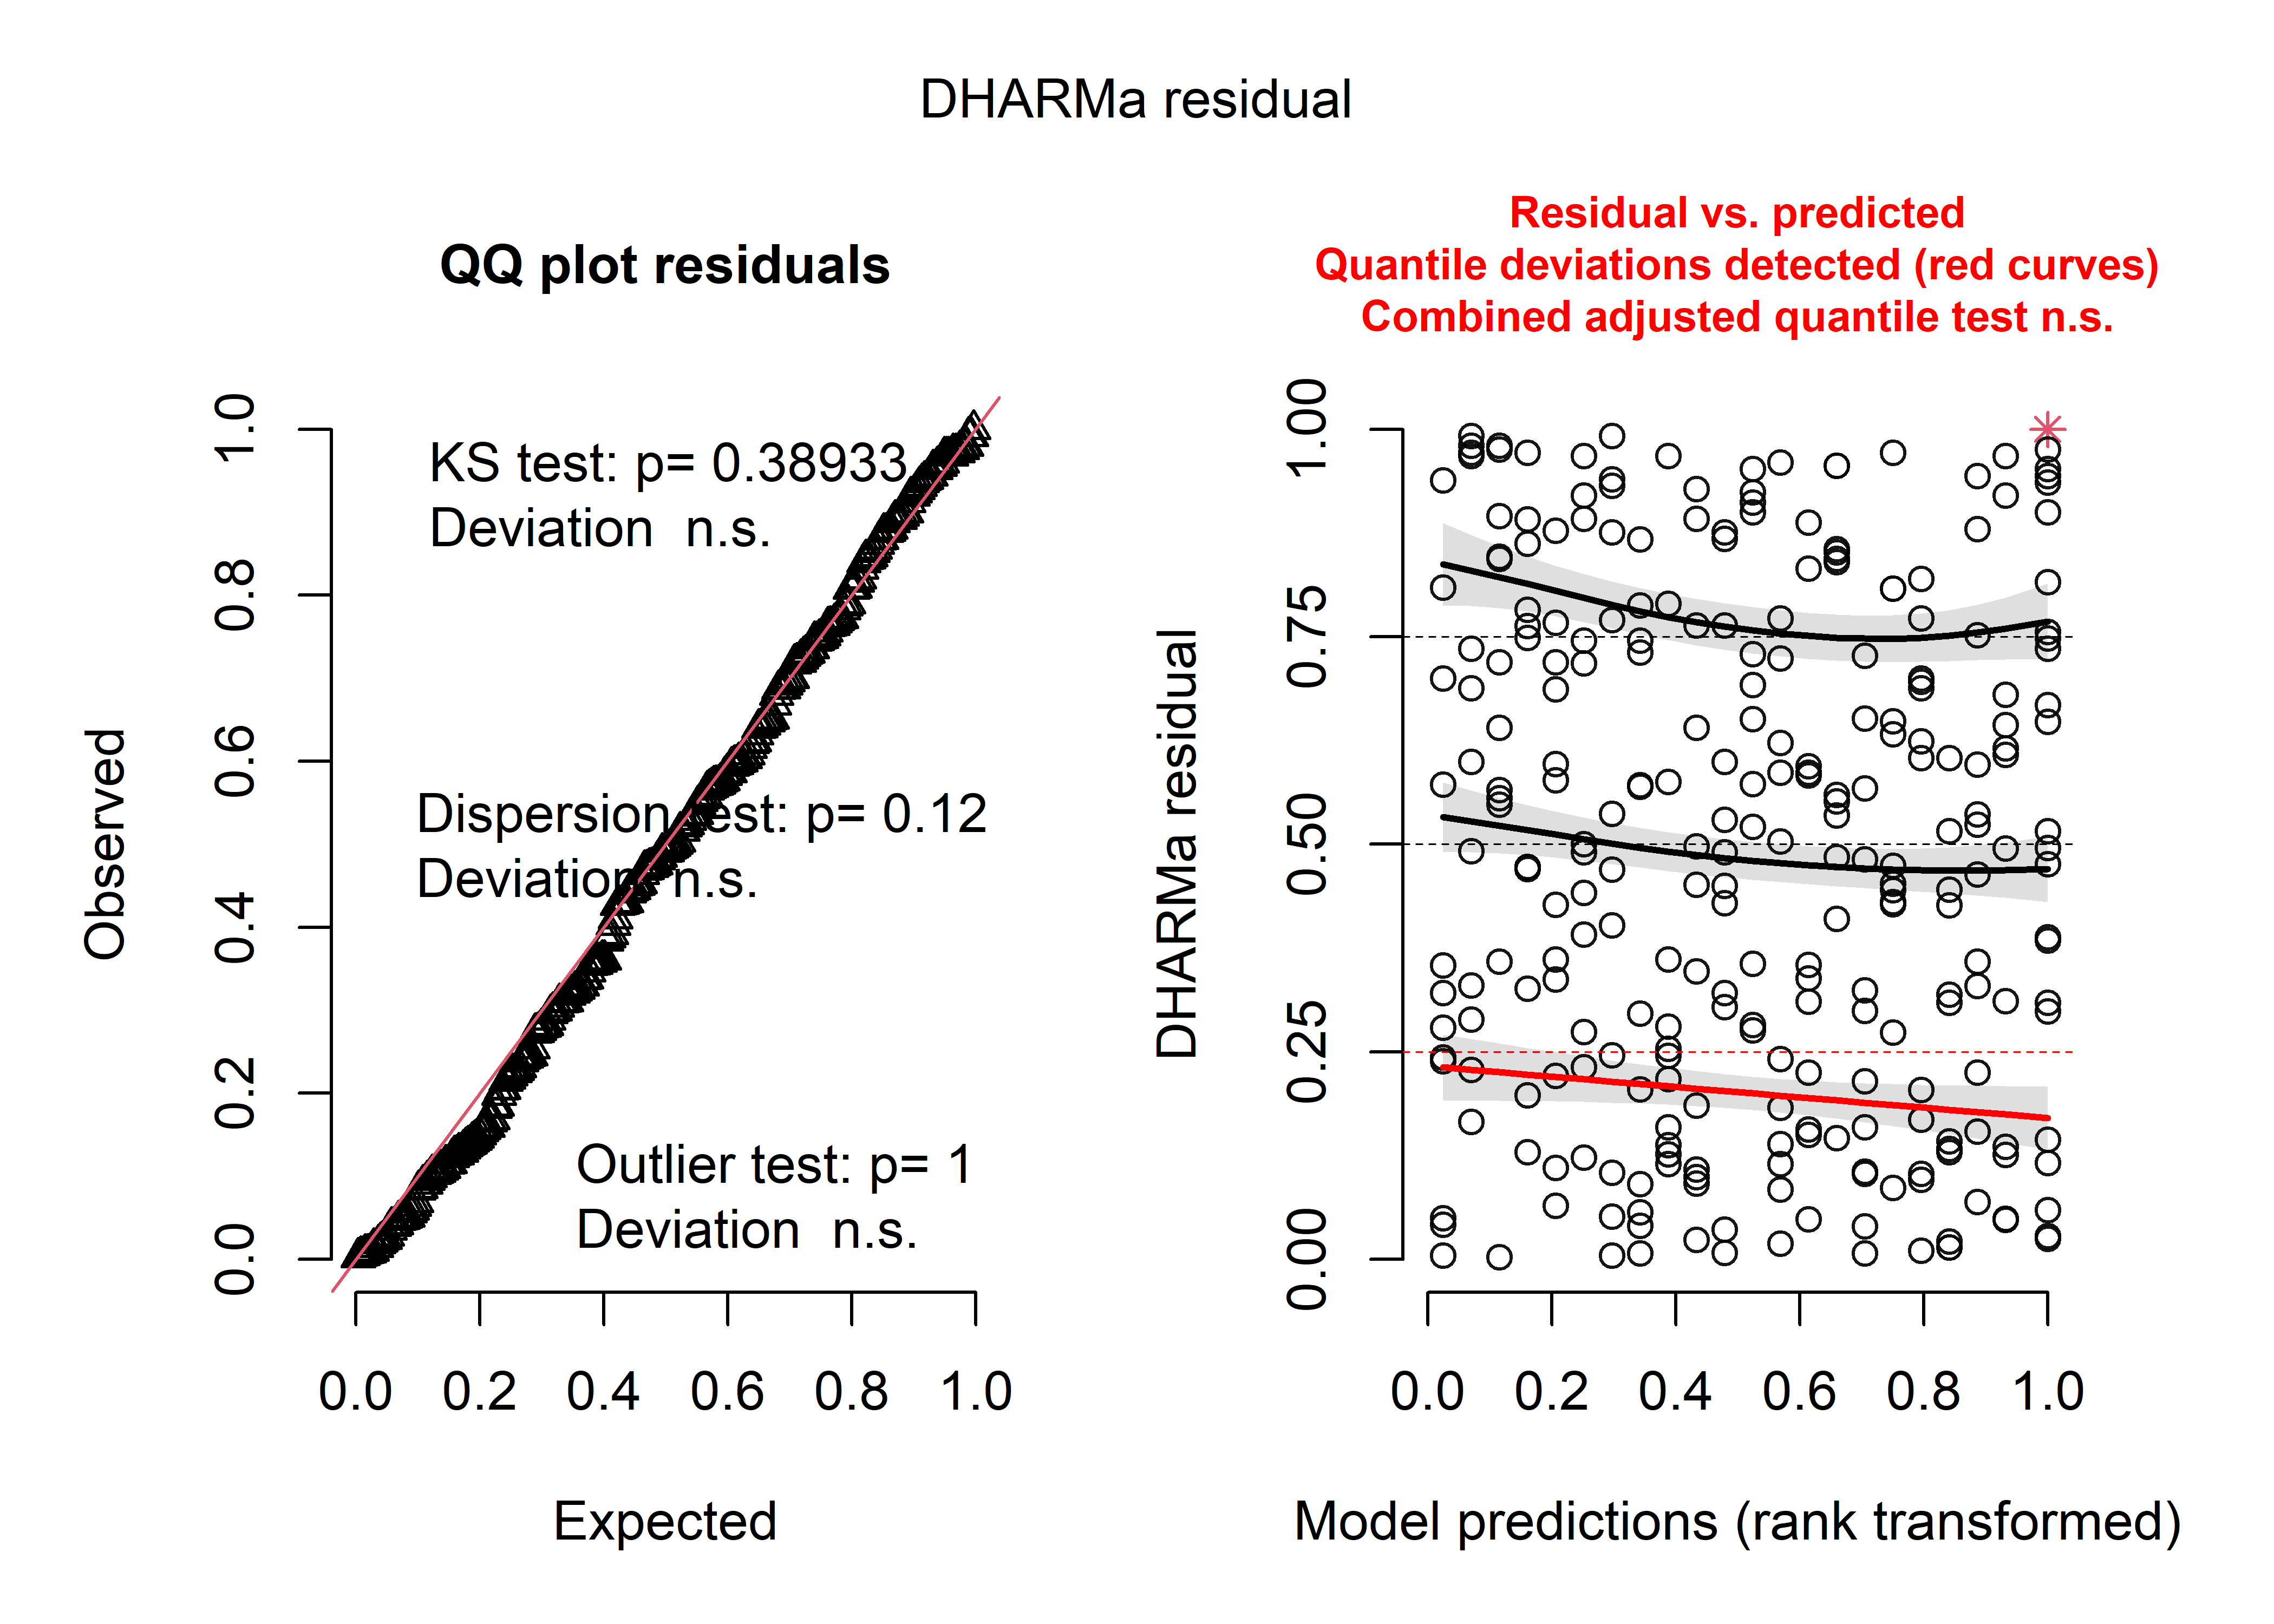 DHARMa residual
QQ plot residuals
KS test: p= 0.38933
Deviation  n.s.
Dispersion test: p= 0.12
Deviation  n.s.
Outlier test: p= 1
Deviation  n.s.
Observed
0.0 0.2 0.4 0.6 0.8 1.0
0.0 0.2 0.4 0.6 0.8 1.0
Expected
Residual vs. predicted
Quantile deviations detected (red curves)
Combined adjusted quantile test n.s.
DHARMa residual
0.00 0.25 0.50 0.75 1.00
0.0 0.2 0.4 0.6 0.8 1.0
Model predictions (rank transformed)